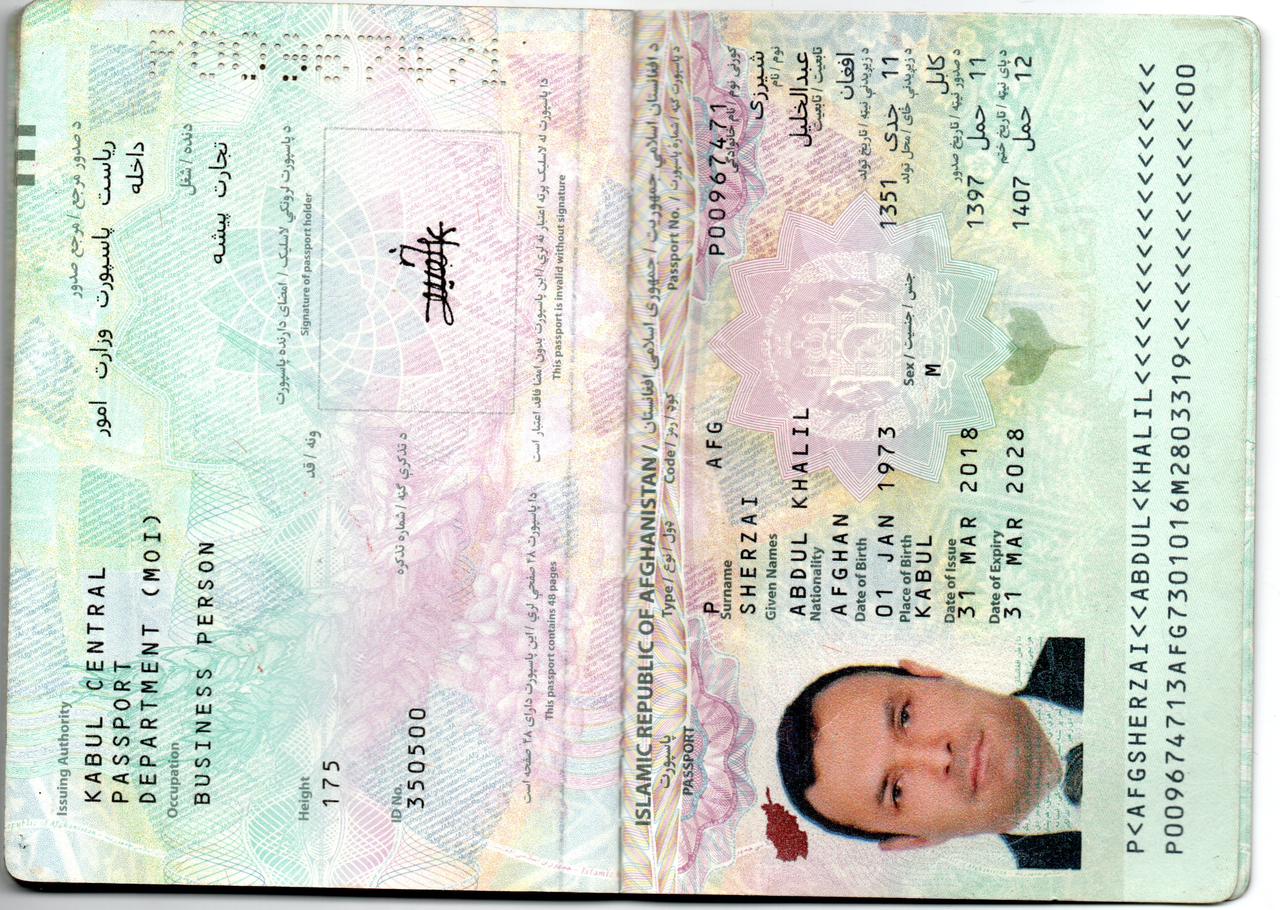 Issuing Authority
د صدور مرجع / مرجع صدور
KABUL CENTRAL
PASSPORT
DEPARTMENT (MOI)
ریاست پاسپورت وزارت امور
داخله
Occupation
دنده / شغل
BUSINESS PERSON
تجارت پیشه
د پاسپورت لرونکي لاسلیک / امضای دارنده پاسپورت
Signature of passport holder
Height
ونه / قد
175
ID No.
د تذکرې ګڼه / شماره تذکره
350500
دا پاسپورت ۴۸ صفحې لري / این پاسپورت دارای ۴۸ صفحه است
This passport contains 48 pages
دا پاسپورت له لاسلیک پرته اعتبار نه لري / این پاسپورت بدون امضا فاقد اعتبار است
This passport is invalid without signature
ISLAMIC REPUBLIC OF AFGHANISTAN / د افغانستان اسلامي جمهوریت / جمهوری اسلامی افغانستان
پاسپورت
PASSPORT
Type / ډول / نوع
Code / کوډ / رمز
Passport No. / د پاسپورت ګڼه / شماره پاسپورت
P
AFG
P00967471
Surname
کورنی نوم / نام خانوادگی
SHERZAI
شیرزی
Given Names
نوم / نام
ABDUL KHALIL
عبدالخلیل
Nationality
تابعیت / تابعیت
AFGHAN
افغان
Date of Birth
د زیږیدنې نیټه / تاریخ تولد
01 JAN 1973
11 جدی 1351
Place of Birth
Sex / جنس / جنسیت
د زیږیدنې ځای / محل تولد
KABUL
M
کابل
Date of Issue
د صدور نیټه / تاریخ صدور
31 MAR 2018
11 حمل 1397
Date of Expiry
د پای نیټه / تاریخ ختم
31 MAR 2028
12 حمل 1407
P<AFGSHERZAI<<ABDUL<KHALIL<<<<<<<<<<<<<<<<<<
P009674713AFG7301016M2803319<<<<<<<<<<<<<<00